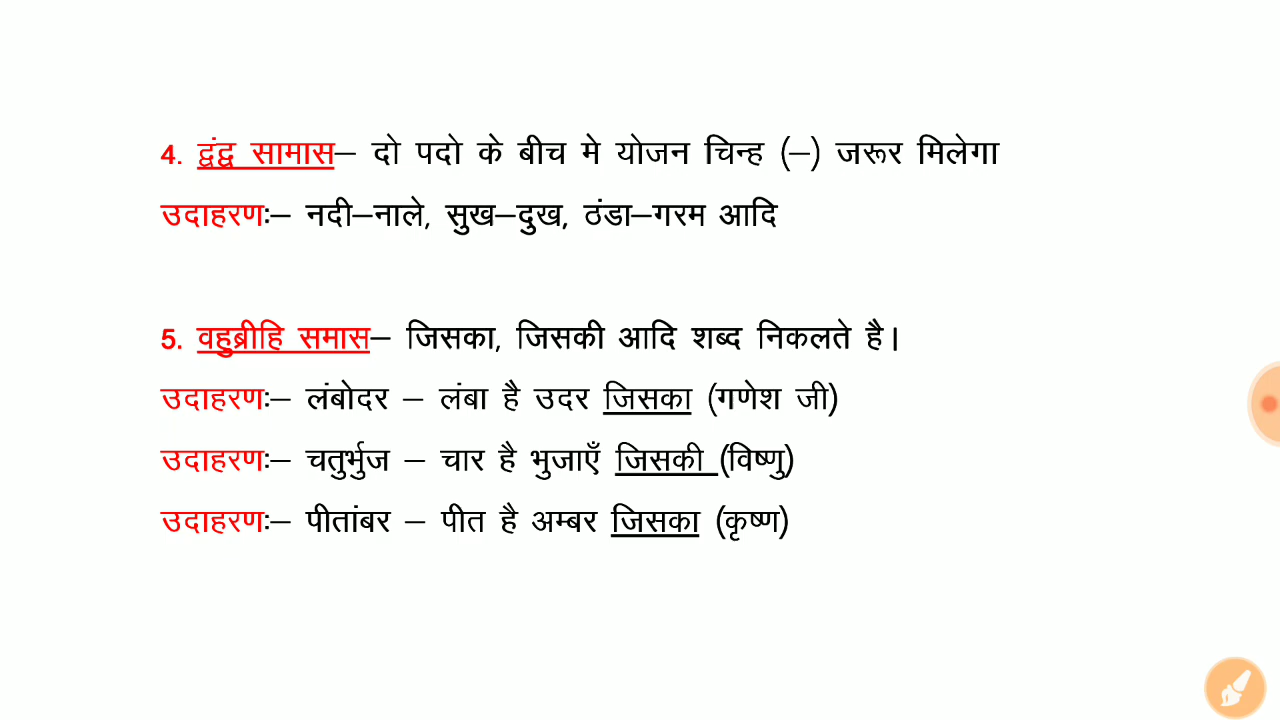 4. द्वंद्व सामास– दो पदो के बीच मे योजन चिन्ह (–) जरूर मिलेगा
उदाहरणः– नदी–नाले, सुख–दुख, ठंडा–गरम आदि
5. वहुब्रीहि समास– जिसका, जिसकी आदि शब्द निकलते है।
उदाहरणः– लंबोदर – लंबा है उदर जिसका (गणेश जी)
उदाहरणः– चतुर्भुज – चार है भुजाएँ जिसकी (विष्णु)
उदाहरणः– पीतांबर – पीत है अम्बर जिसका (कृष्ण)